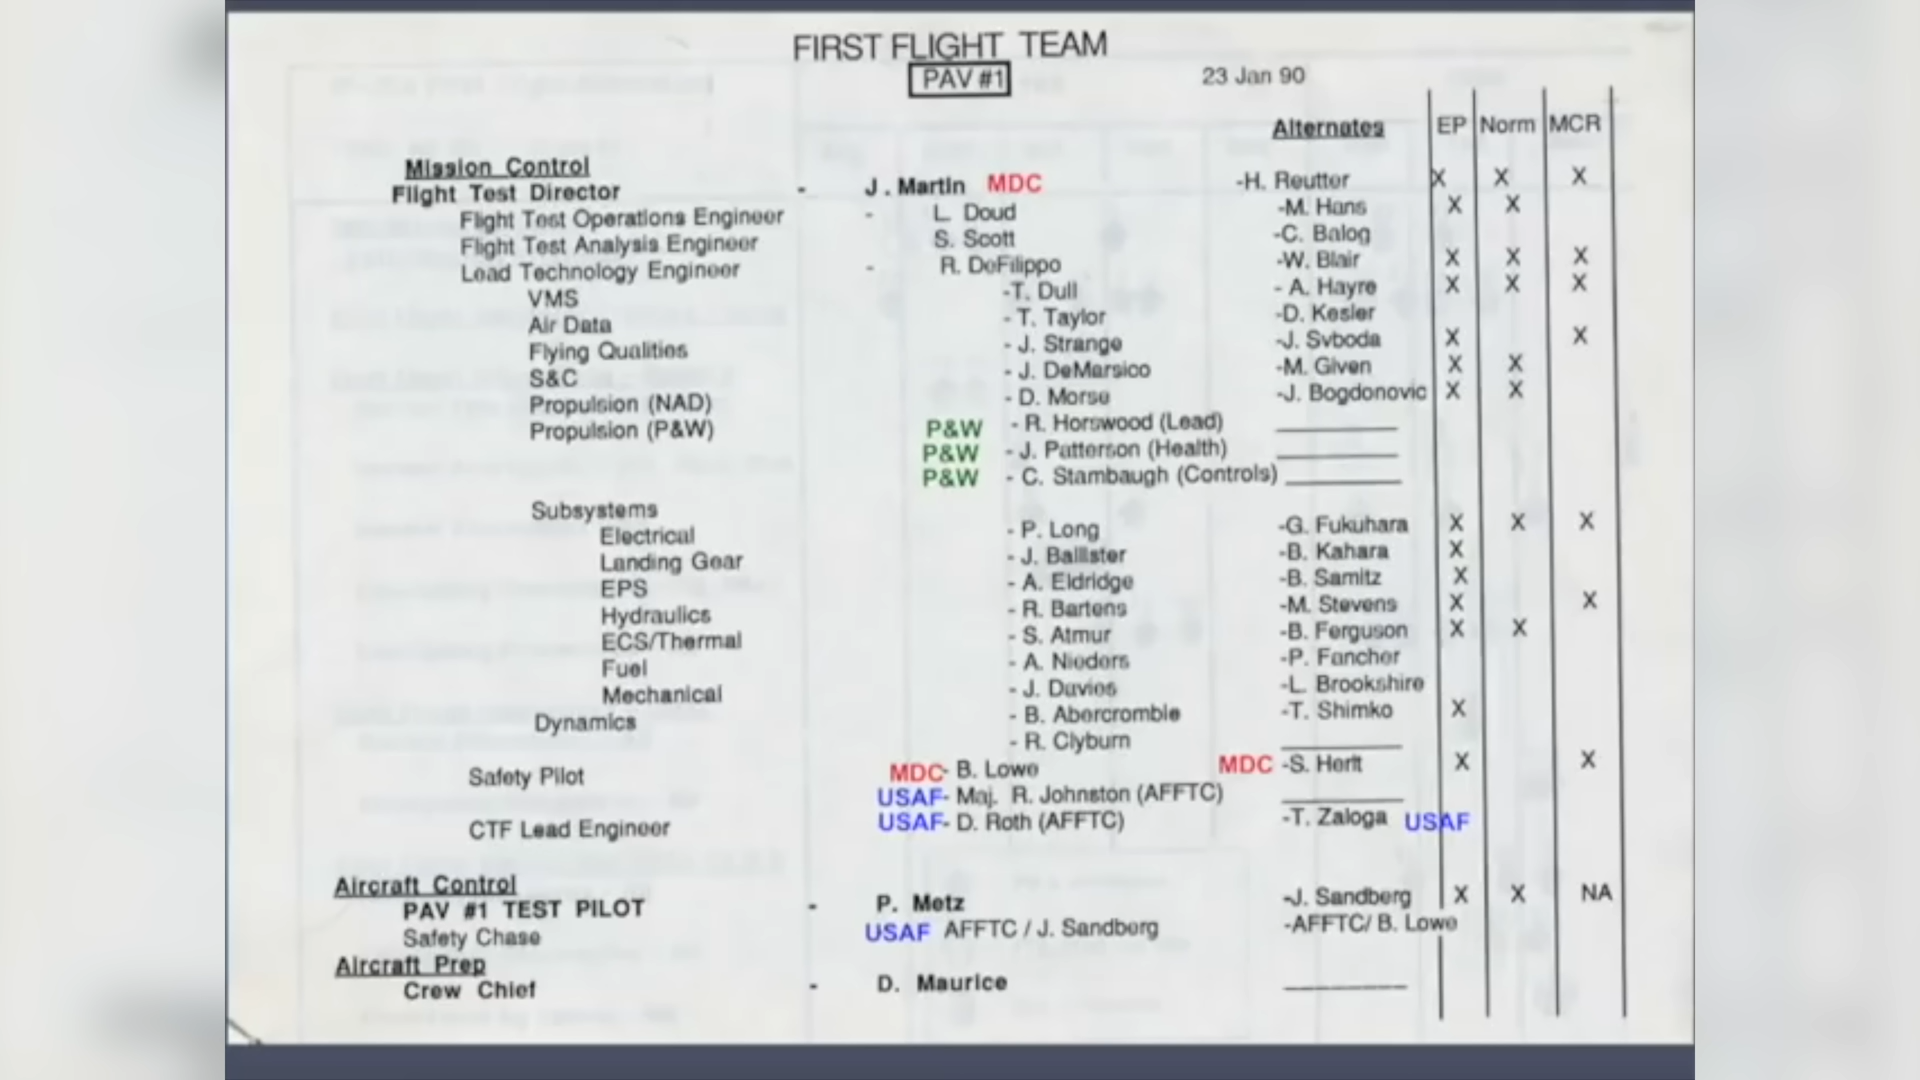 FIRST FLIGHT TEAM
PAV #1
23 Jan 90
Alternates EP Norm MCR
Mission Control
Flight Test Director - J. Martin MDC -H. Reutter X X X
Flight Test Operations Engineer - L. Doud -M. Hans X X
Flight Test Analysis Engineer S. Scott -C. Balog
Lead Technology Engineer - R. DeFilippo -W. Blair X X X
VMS -T. Dull - A. Hayre X X X
Air Data - T. Taylor -D. Kesler
Flying Qualities - J. Strange -J. Svboda X X
S&C - J. DeMarsico -M. Given X X
Propulsion (NAD) - D. Morse -J. Bogdonovic X X
Propulsion (P&W) P&W - R. Horswood (Lead)
P&W - J. Patterson (Health)
P&W - C. Stambaugh (Controls)
Subsystems - P. Long -G. Fukuhara X X X
Electrical - J. Ballister -B. Kahara X
Landing Gear - A. Eldridge -B. Samitz X
EPS - R. Bartens -M. Stevens X X
Hydraulics - S. Atmur -B. Ferguson X X
ECS/Thermal - A. Nieders -P. Fancher
Fuel - J. Davies -L. Brookshire
Mechanical - B. Abercromble -T. Shimko X
Dynamics - R. Clyburn
Safety Pilot MDC- B. Lowe MDC -S. Herlt X X
USAF- Maj. R. Johnston (AFFTC)
CTF Lead Engineer USAF- D. Roth (AFFTC) -T. Zaloga USAF
Aircraft Control
PAV #1 TEST PILOT - P. Metz -J. Sandberg X X NA
Safety Chase USAF AFFTC / J. Sandberg -AFFTC/ B. Lowe
Aircraft Prep
Crew Chief - D. Maurice